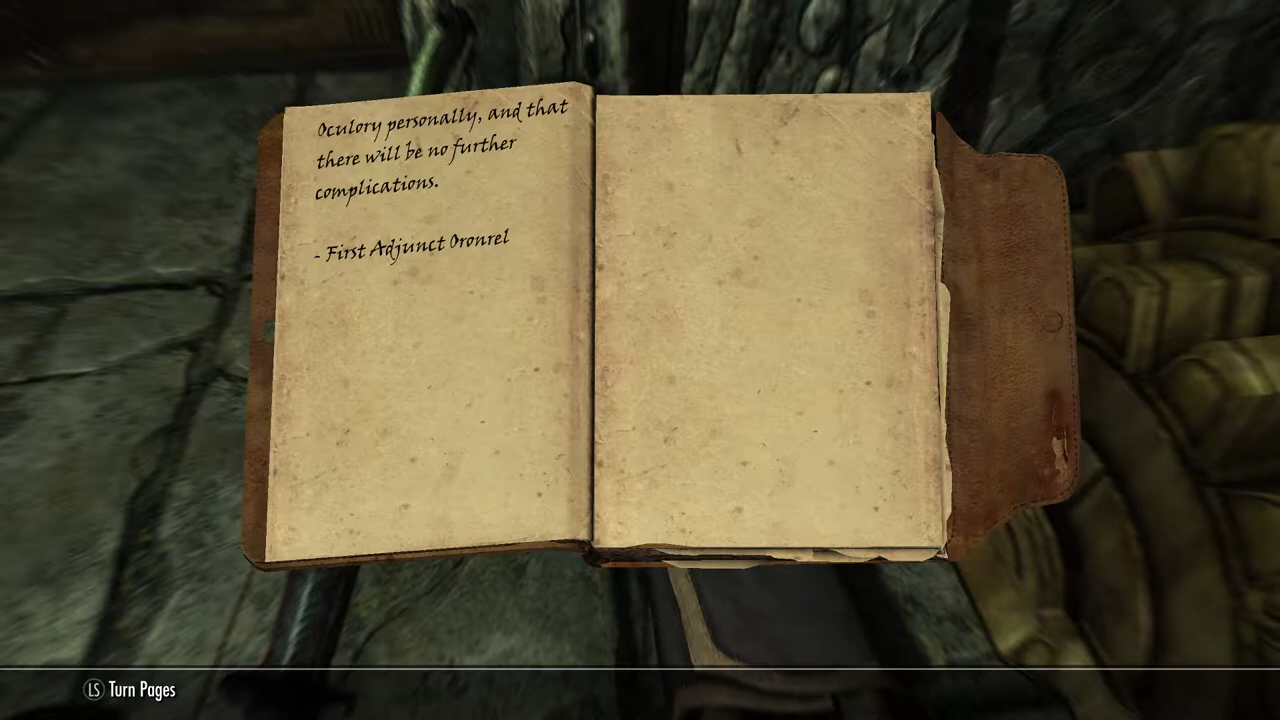 Oculory personally, and that
there will be no further
complications.
- First Adjunct Oronrel
LS Turn Pages